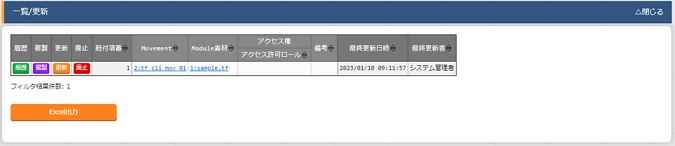 一覧/更新 △閉じる
アクセス権
履歴 複製 更新 廃止 紐付項番 Movement Module素材 備考 最終更新日時 最終更新者
アクセス許可ロール
履歴 複製 更新 廃止 1 2:tf_cli_mov_01 1:sample.tf 2023/01/10 09:11:57 システム管理者
フィルタ結果件数: 1
Excel出力